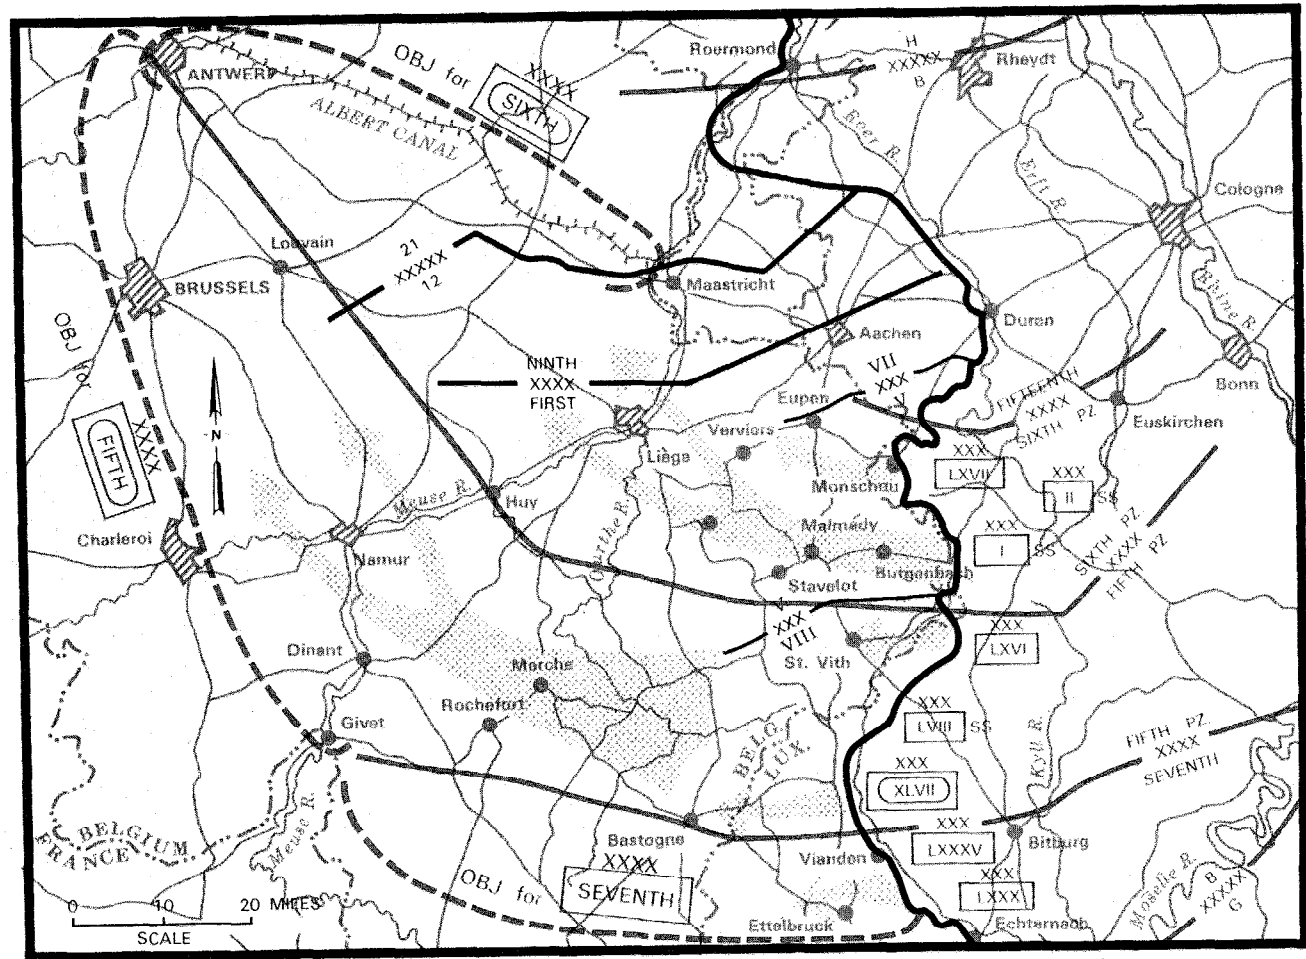 Roermond
H
XXXXX
B
Rheydt
ANTWERP
OBJ for
XXXX
SIXTH
ALBERT CANAL
Roer R.
Erft R.
Cologne
Louvain
21
XXXXX
12
BRUSSELS
Maastricht
Rhine R.
OBJ for
XXXX
FIFTH
N
Duren
Aachen
Bonn
NINTH
XXXX
FIRST
VII
XXX
V
Eupen
FIFTEENTH
XXXX
SIXTH PZ
Euskirchen
Verviers
Liège
Monschau
XXX
LXVII
XXX
II SS
Meuse R.
Huy
Ourthe R.
Malmédy
XXX
I SS
SIXTH PZ
XXXX
FIFTH PZ
Charleroi
Namur
Stavelot
Butgenbach
V
XXX
VIII
XXX
LXVI
St. Vith
Dinant
Marche
Rochefort
Givet
XXX
LVIII SS
Kyll R.
FIFTH PZ.
XXXX
SEVENTH
BELG.
LUX.
XXX
XLVII
BELGIUM
FRANCE
Meuse R.
Bastogne
XXXX
SEVENTH
OBJ for
Vianden
XXX
LXXXV
Bitburg
XXX
LXXX
Moselle R.
B
XXXXX
G
Ettelbruck
Echternach
0 10 20 MILES
SCALE